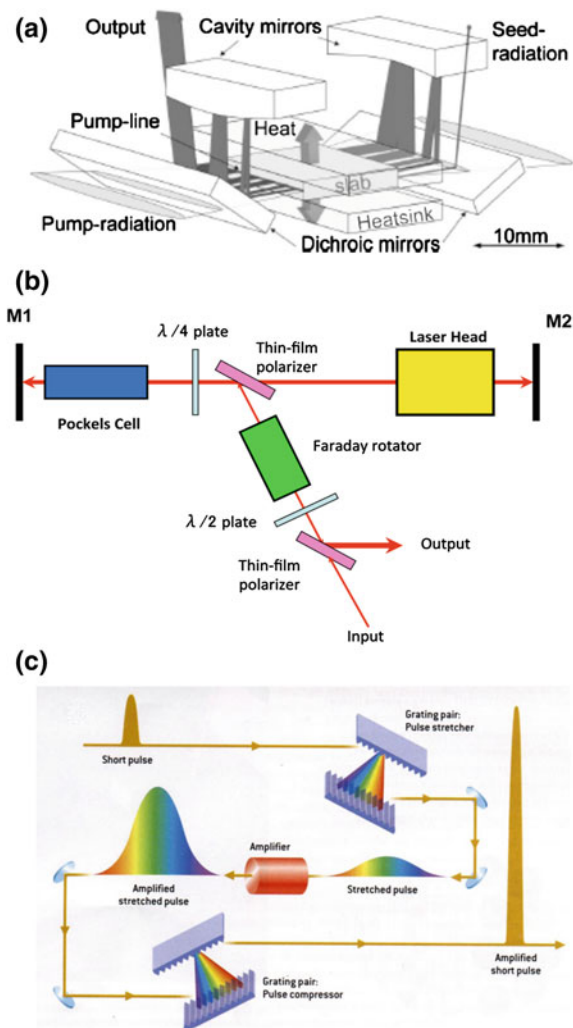 (a)
Output
Cavity mirrors
Seed-
radiation
Pump-line
Heat
slab
Heatsink
Pump-radiation
Dichroic mirrors
10mm
(b)
M1
λ/4 plate
Thin-film
polarizer
Laser Head
M2
Pockels Cell
Faraday rotator
λ/2 plate
Thin-film
polarizer
Output
Input
(c)
Short pulse
Grating pair:
Pulse stretcher
Amplifier
Amplified
stretched pulse
Stretched pulse
Grating pair:
Pulse compressor
Amplified
short pulse